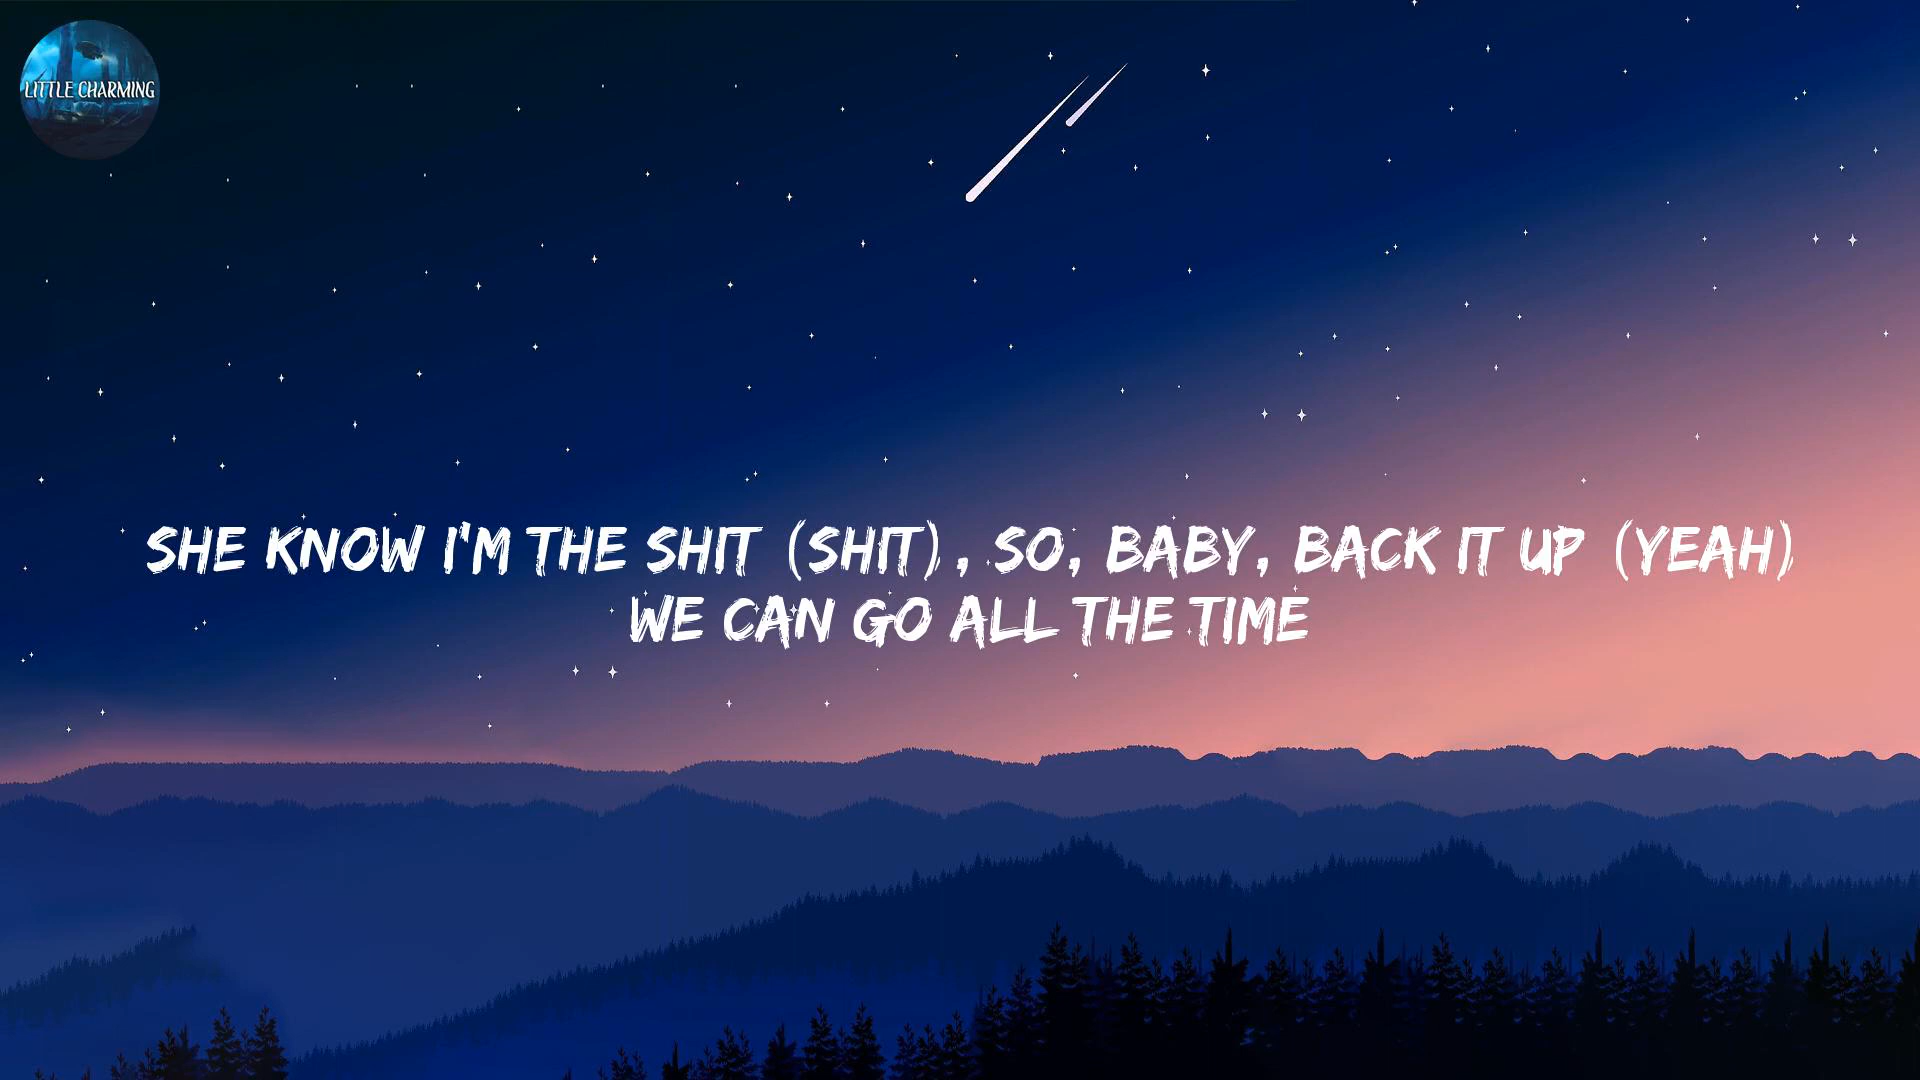 LITTLE CHARMING
SHE KNOW I'M THE SHIT (SHIT), SO, BABY, BACK IT UP (YEAH)
WE CAN GO ALL THE TIME